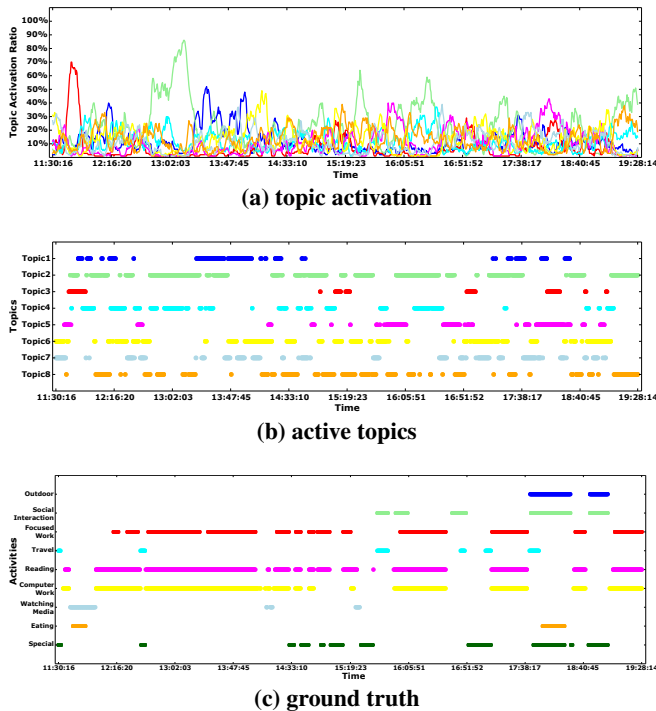 100%
90%
80%
70%
60%
50%
40%
30%
20%
10%
Topic Activation Ratio
11:30:16 12:16:20 13:02:03 13:47:45 14:33:10 15:19:23 16:05:51 16:51:52 17:38:17 18:40:45 19:28:14
Time
(a) topic activation
Topic1
Topic2
Topic3
Topic4
Topic5
Topic6
Topic7
Topic8
Topics
11:30:16 12:16:20 13:02:03 13:47:45 14:33:10 15:19:23 16:05:51 16:51:52 17:38:17 18:40:45 19:28:14
Time
(b) active topics
Outdoor
Social
Interaction
Focused
Work
Travel
Reading
Computer
Work
Watching
Media
Eating
Special
Activities
11:30:16 12:16:20 13:02:03 13:47:45 14:33:10 15:19:23 16:05:51 16:51:52 17:38:17 18:40:45 19:28:14
Time
(c) ground truth